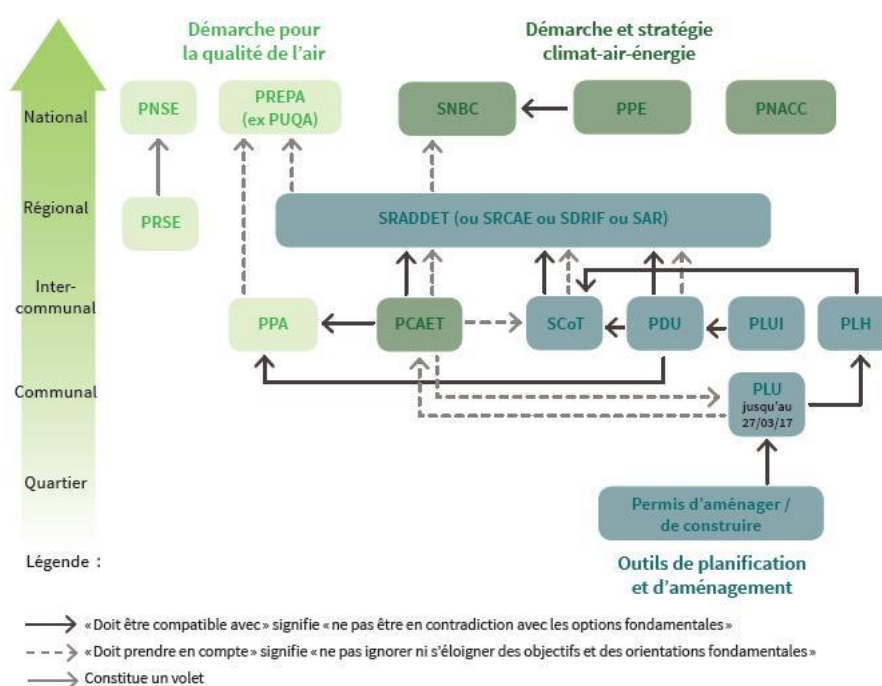 Démarche pour
la qualité de l'air
Démarche et stratégie
climat-air-énergie
National
PNSE
PREPA
(ex PUQA)
SNBC
PPE
PNACC
Régional
PRSE
SRADDET (ou SRCAE ou SDRIF ou SAR)
Inter-
communal
PPA
PCAET
SCoT
PDU
PLUI
PLH
Communal
PLU
jusqu'au
27/03/17
Quartier
Permis d'aménager /
de construire
Légende :
Outils de planification
et d'aménagement
«Doit être compatible avec» signifie «ne pas être en contradiction avec les options fondamentales»
«Doit prendre en compte» signifie «ne pas ignorer ni s'éloigner des objectifs et des orientations fondamentales»
Constitue un volet